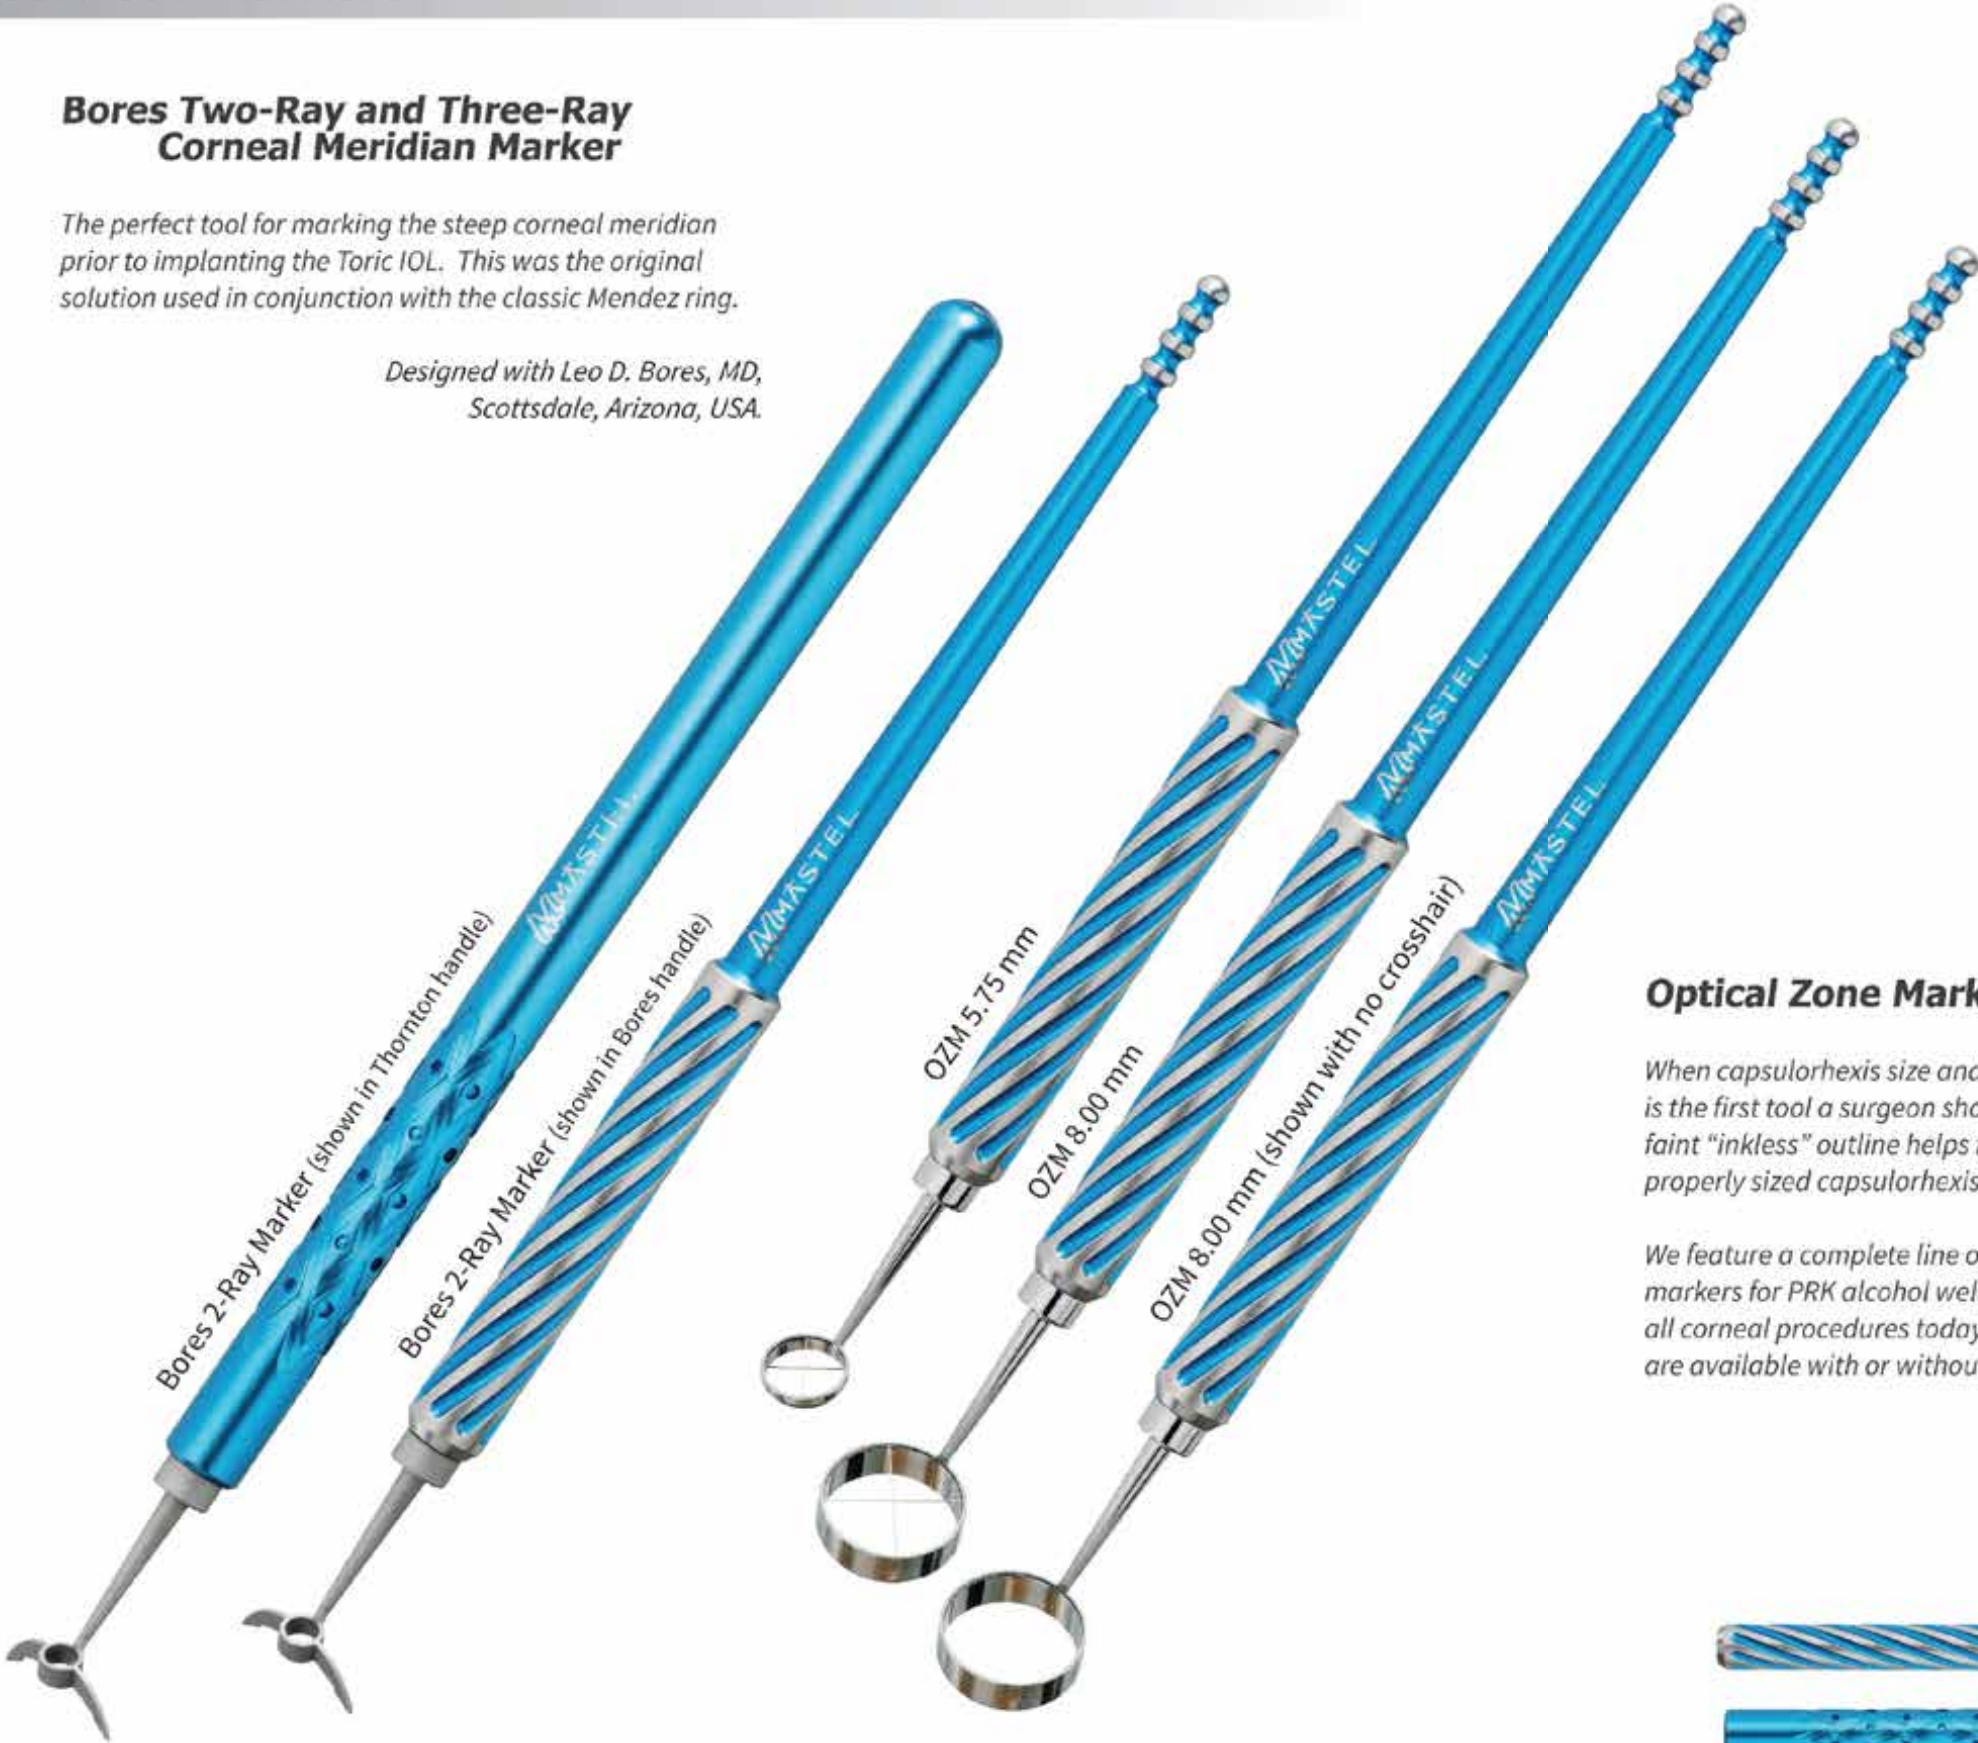 Bores Two-Ray and Three-Ray
Corneal Meridian Marker
The perfect tool for marking the steep corneal meridian
prior to implanting the Toric IOL. This was the original
solution used in conjunction with the classic Mendez ring.
Designed with Leo D. Bores, MD,
Scottsdale, Arizona, USA.
MASTEL
MASTEL
MASTEL
MASTEL
MASTEL
Bores 2-Ray Marker (shown in Thornton handle)
Bores 2-Ray Marker (shown in Bores handle)
OZM 5.75 mm
OZM 8.00 mm
OZM 8.00 mm (shown with no crosshair)
Optical Zone Mark
When capsulorhexis size and
is the first tool a surgeon sho
faint “inkless” outline helps
properly sized capsulorhexis
We feature a complete line o
markers for PRK alcohol wel
all corneal procedures today
are available with or withou